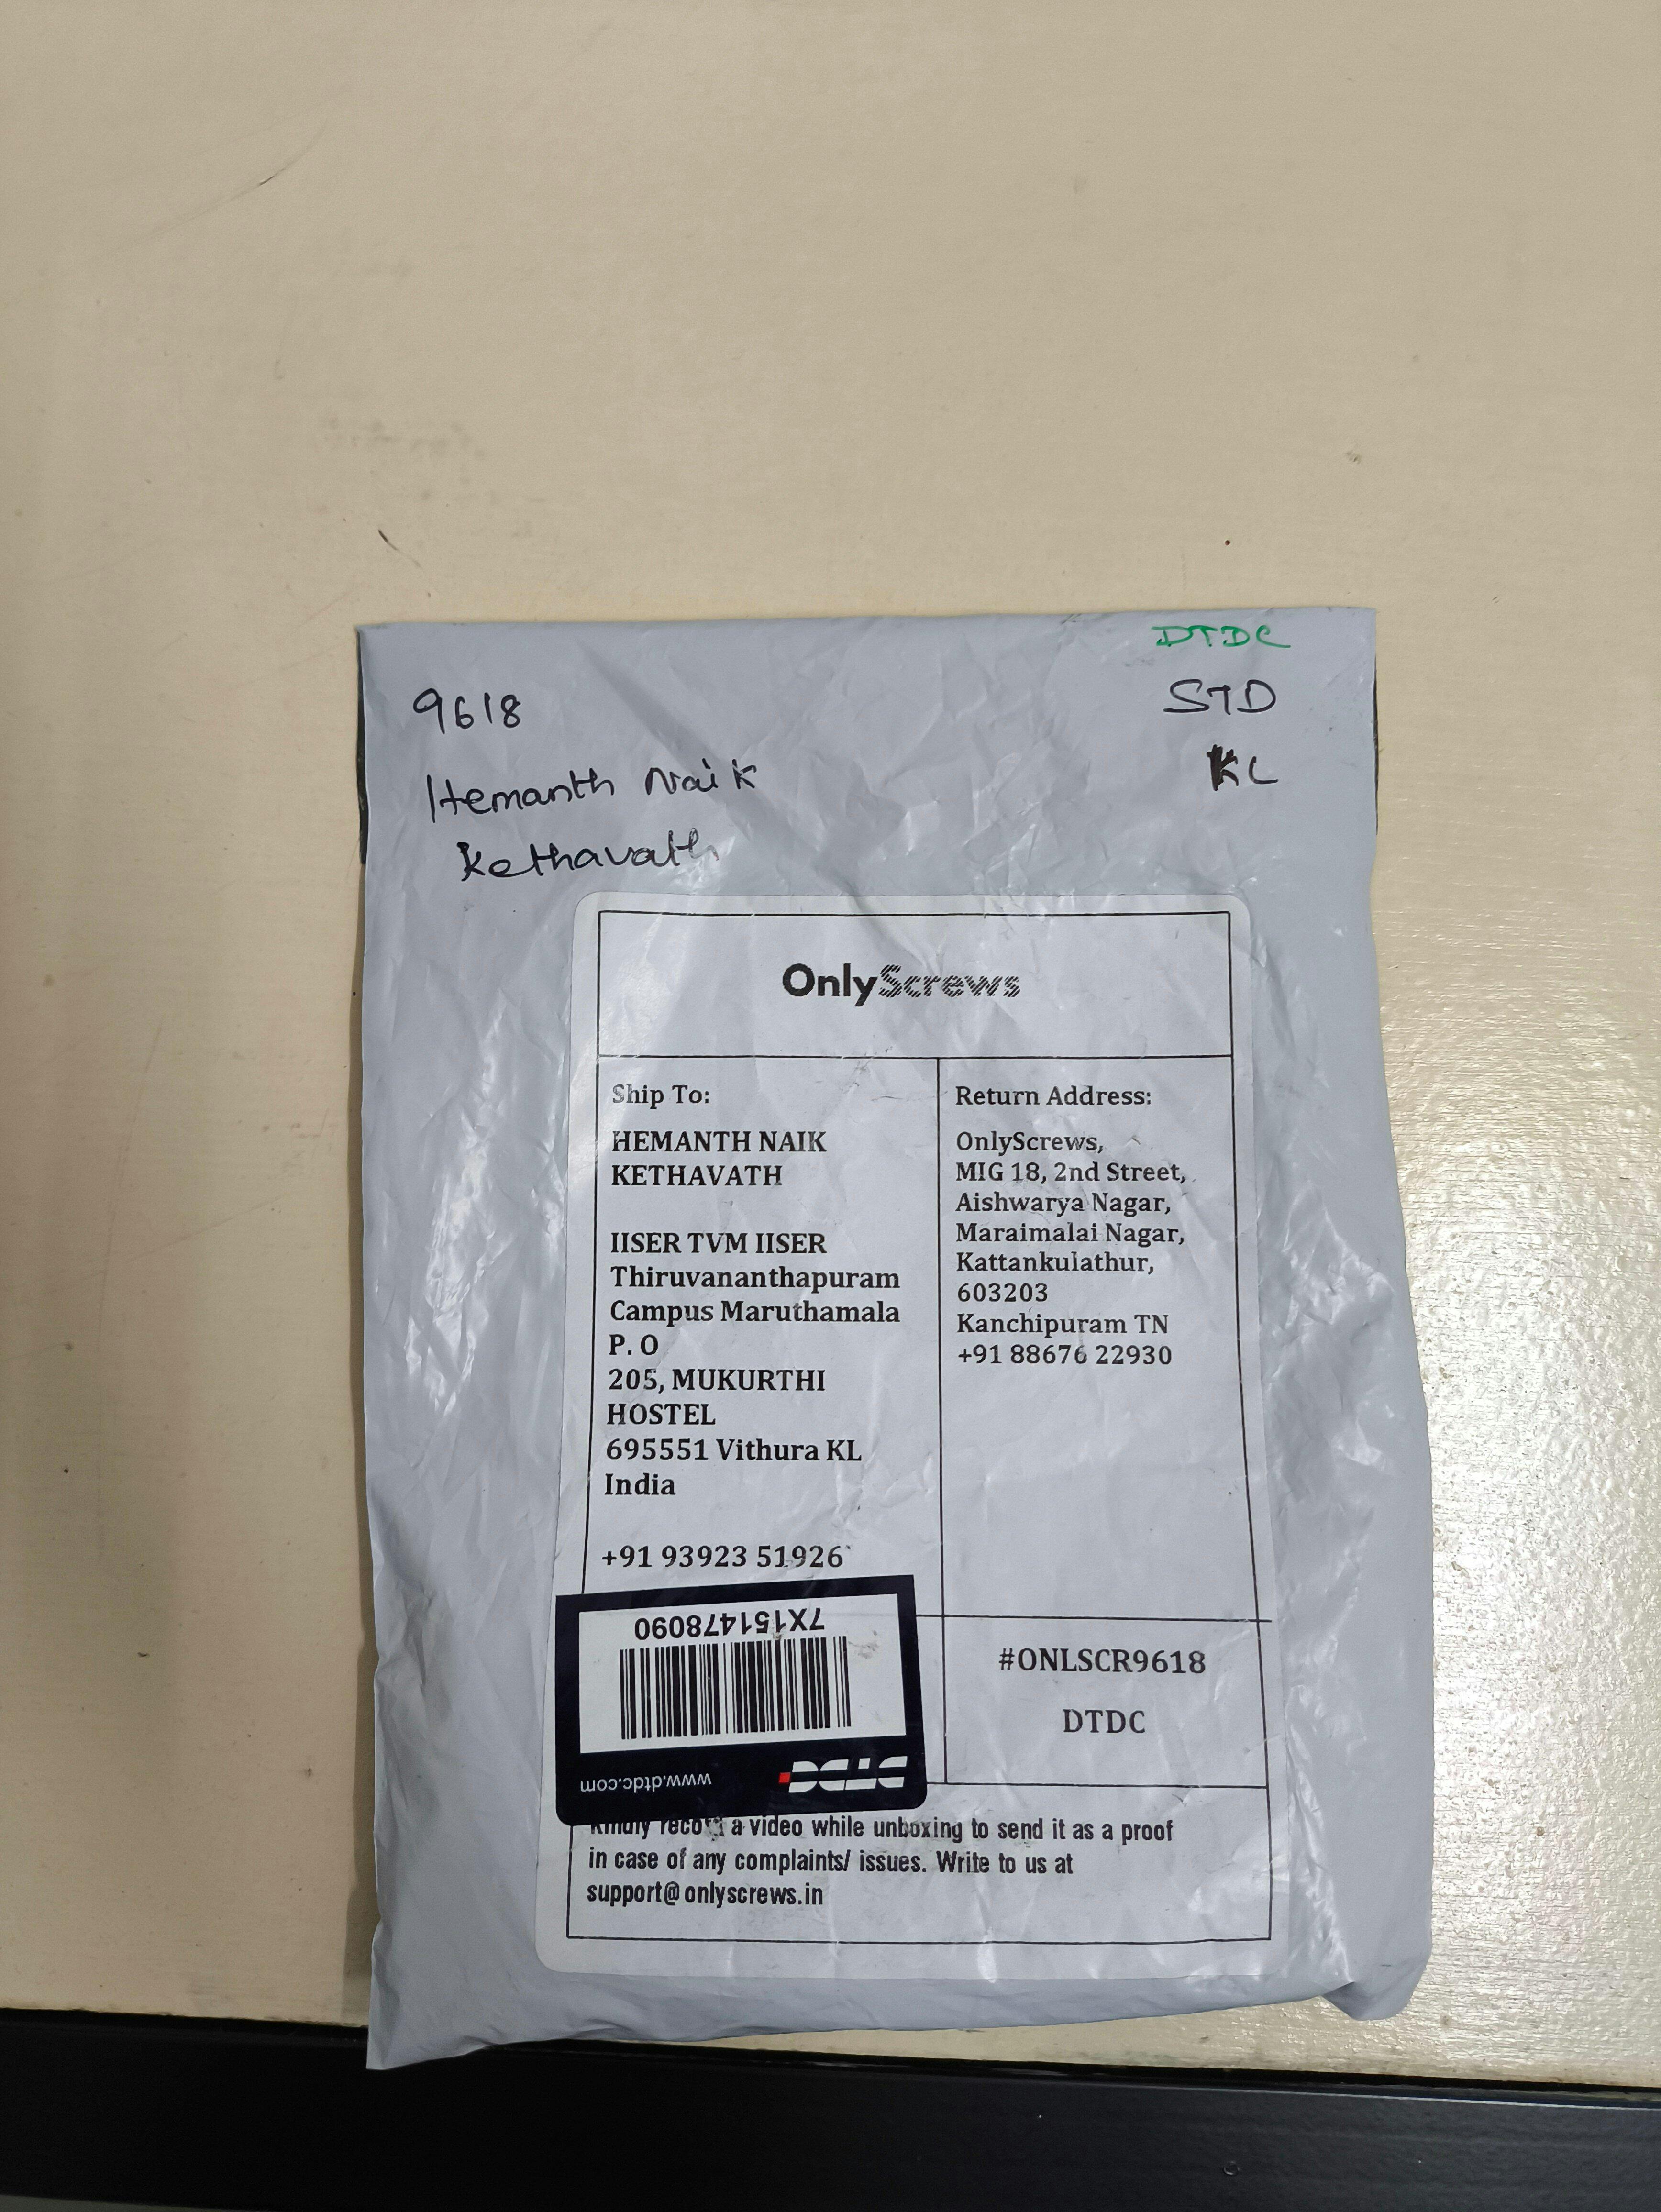 DTDC
9618
STD
Hemanth Naik
KL
Kethavath
OnlyScrews
Ship To:
HEMANTH NAIK
KETHAVATH
IISER TVM IISER
Thiruvananthapuram
Campus Maruthamala
P. O
205, MUKURTHI
HOSTEL
695551 Vithura KL
India
+91 93923 51926
Return Address:
OnlyScrews,
MIG 18, 2nd Street,
Aishwarya Nagar,
Maraimalai Nagar,
Kattankulathur,
603203
Kanchipuram TN
+91 88676 22930
7X151478090
DTDC
www.dtdc.com
#ONLSCR9618
DTDC
Kindly record a video while unboxing to send it as a proof
in case of any complaints/ issues. Write to us at
support@onlyscrews.in